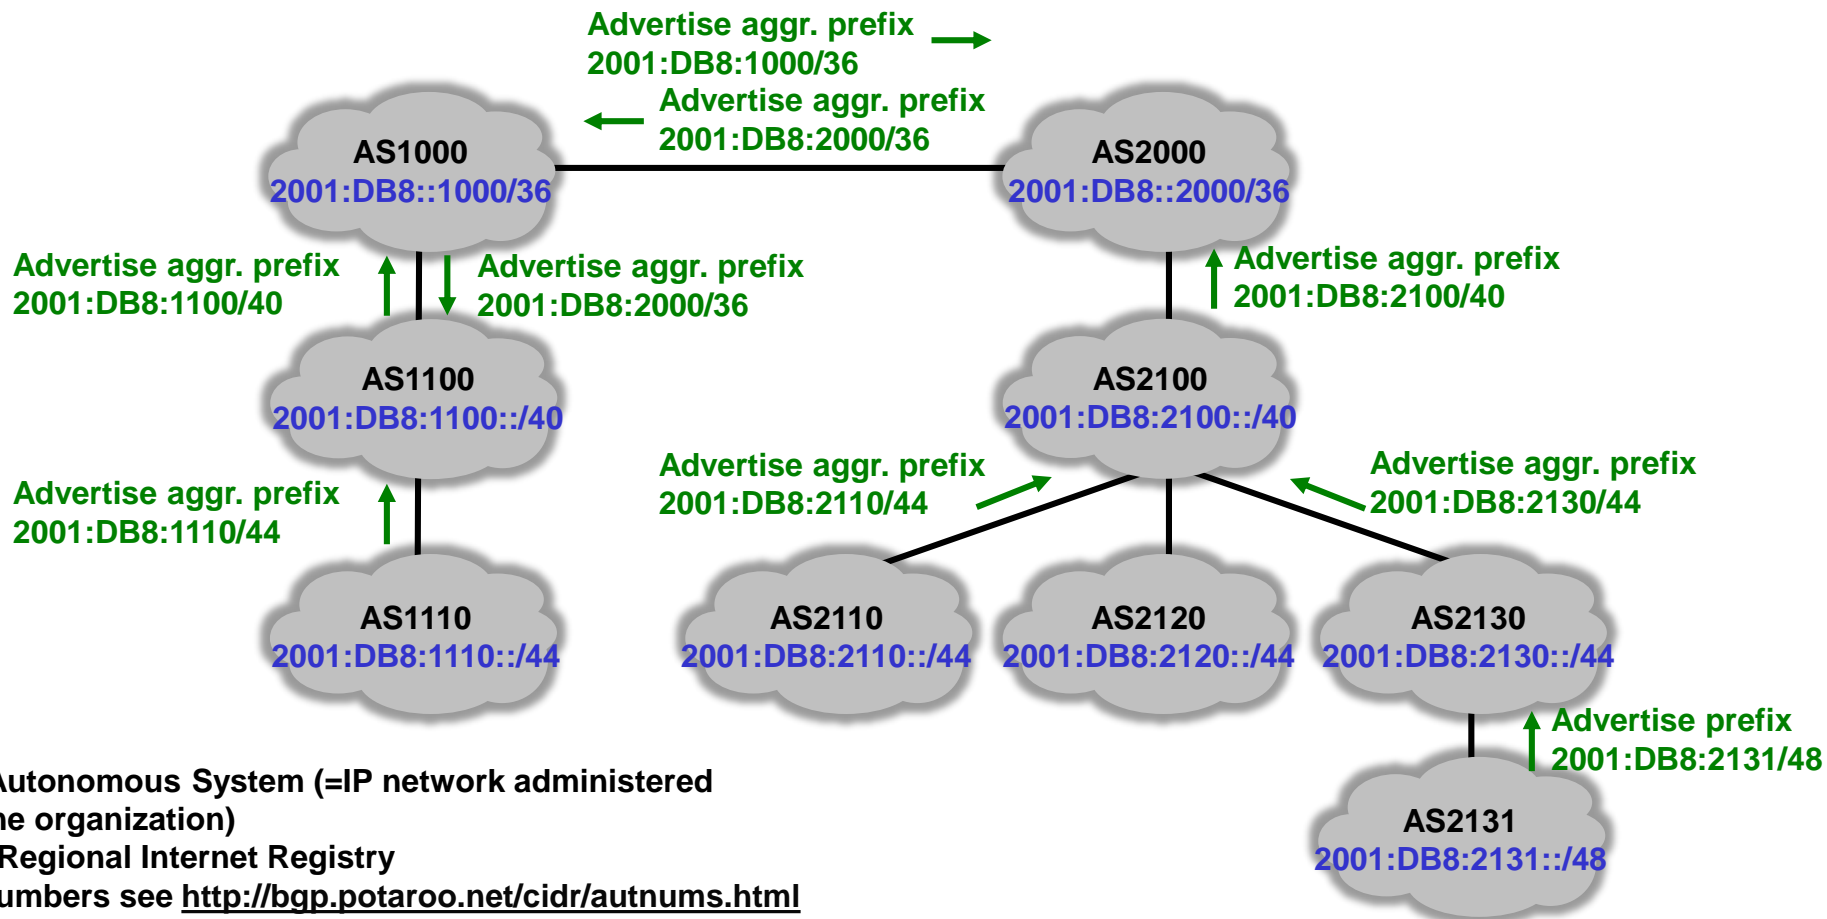 Advertise aggr. prefix
2001:DB8:1000/36
Advertise aggr. prefix
2001:DB8:2000/36
AS1000
2001:DB8::1000/36
AS2000
2001:DB8::2000/36
Advertise aggr. prefix
2001:DB8:1100/40
Advertise aggr. prefix
2001:DB8:2000/36
Advertise aggr. prefix
2001:DB8:2100/40
AS1100
2001:DB8:1100::/40
AS2100
2001:DB8:2100::/40
Advertise aggr. prefix
2001:DB8:1110/44
Advertise aggr. prefix
2001:DB8:2110/44
Advertise aggr. prefix
2001:DB8:2130/44
AS1110
2001:DB8:1110::/44
AS2110
2001:DB8:2110::/44
AS2120
2001:DB8:2120::/44
AS2130
2001:DB8:2130::/44
Advertise prefix
2001:DB8:2131/48
AS2131
2001:DB8:2131::/48
Autonomous System (=IP network administered
ne organization)
Regional Internet Registry
umbers see http://bgp.potaroo.net/cidr/autnums.html